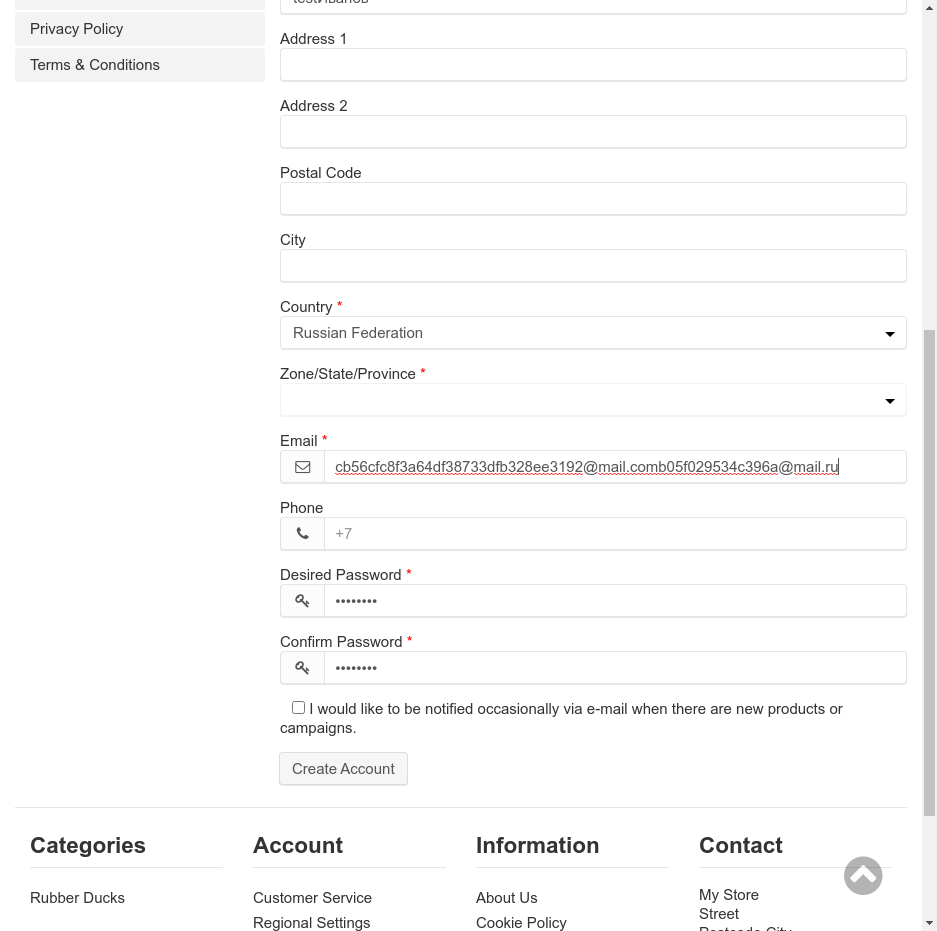 testИванов
Privacy Policy
Terms & Conditions
Address 1
Address 2
Postal Code
City
Country *
Russian Federation
Zone/State/Province *
Email *
cb56cfc8f3a64df38733dfb328ee3192@mail.comb05f029534c396a@mail.ru
Phone
+7
Desired Password *
••••••••
Confirm Password *
••••••••
I would like to be notified occasionally via e-mail when there are new products or
campaigns.
Create Account
Categories
Rubber Ducks
Account
Customer Service
Regional Settings
Information
About Us
Cookie Policy
Contact
My Store
Street
Postcode City